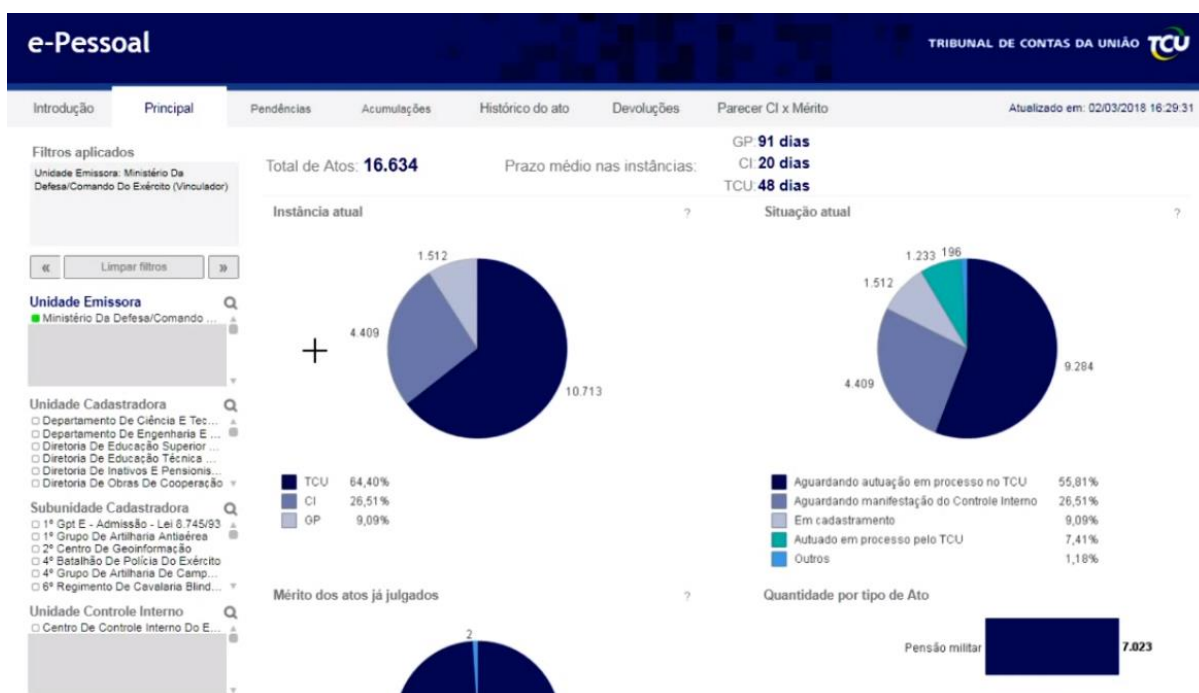 e-Pessoal
TRIBUNAL DE CONTAS DA UNIÃO TCU
Introdução Principal Pendências Acumulações Histórico do ato Devoluções Parecer CI x Mérito Atualizado em: 02/03/2018 16:29:31
Filtros aplicados
Unidade Emissora: Ministério Da
Defesa/Comando Do Exército (Vinculador)
« Limpar filtros »
Unidade Emissora
Ministério Da Defesa/Comando ...
Unidade Cadastradora
Departamento De Ciência E Tec...
Departamento De Engenharia E ...
Diretoria De Educação Superior ...
Diretoria De Educação Técnica ...
Diretoria De Inativos E Pensionis...
Diretoria De Obras De Cooperação
Subunidade Cadastradora
1º Gpt E - Admissão - Lei 8.745/93
1º Grupo De Artilharia Antiaérea
2º Centro De Geoinformação
4º Batalhão De Polícia Do Exército
4º Grupo De Artilharia De Camp...
6º Regimento De Cavalaria Blind...
Unidade Controle Interno
Centro De Controle Interno Do E...
Total de Atos: 16.634
Prazo médio nas instâncias:
GP: 91 dias
CI: 20 dias
TCU: 48 dias
Instância atual ?
1.512
4.409
10.713
TCU 64,40%
CI 26,51%
GP 9,09%
Situação atual ?
1.233 196
1.512
4.409
9.284
Aguardando autuação em processo no TCU 55,81%
Aguardando manifestação do Controle Interno 26,51%
Em cadastramento 9,09%
Autuado em processo pelo TCU 7,41%
Outros 1,18%
Mérito dos atos já julgados ?
2
Quantidade por tipo de Ato
Pensão militar 7.023